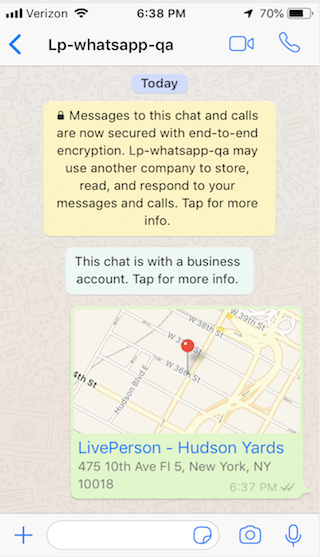 Verizon 6:38 PM 70%
Lp-whatsapp-qa
Today
Messages to this chat and calls
are now secured with end-to-end
encryption. Lp-whatsapp-qa may
use another company to store,
read, and respond to your
messages and calls. Tap for more
info.
This chat is with a business
account. Tap for more info.
W 39th St
W 38th St
W 36th St
4th St
Hudson Blvd E
LivePerson - Hudson Yards
475 10th Ave Fl 5, New York, NY
10018
6:37 PM